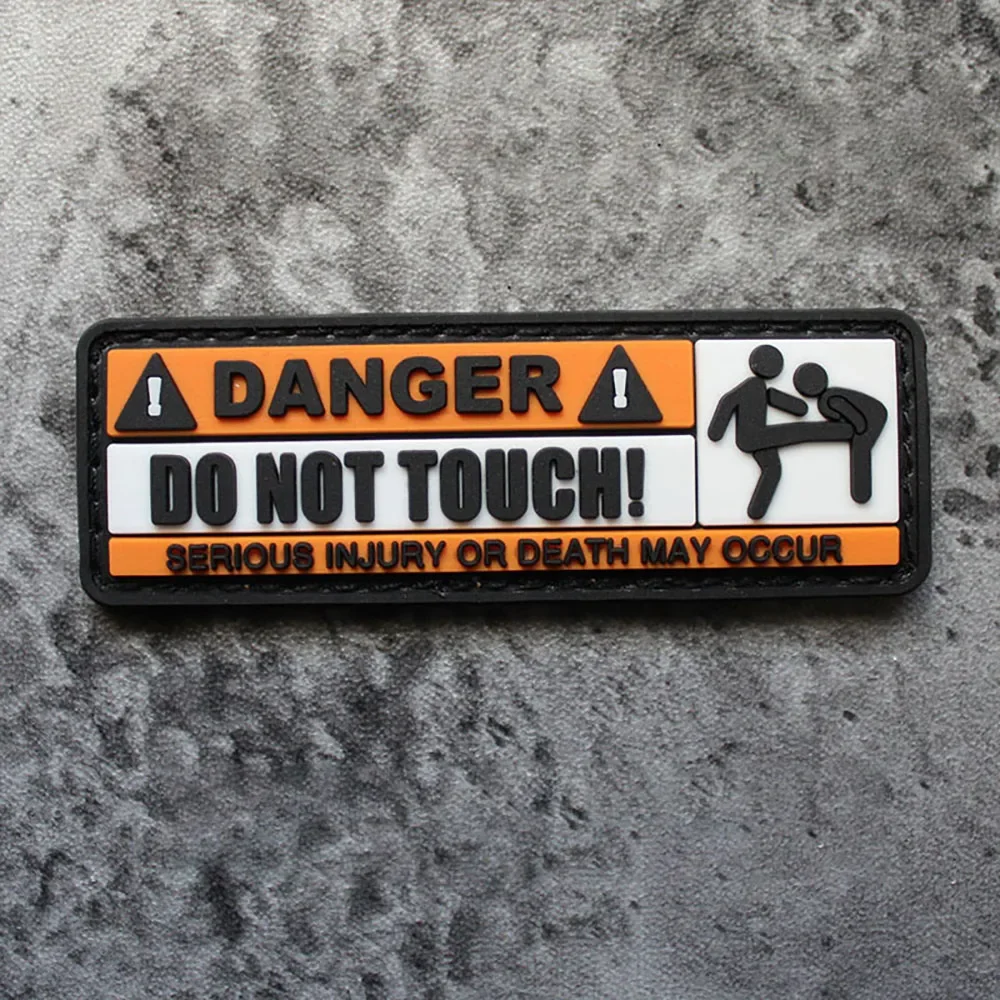 ! DANGER !
DO NOT TOUCH!
SERIOUS INJURY OR DEATH MAY OCCUR